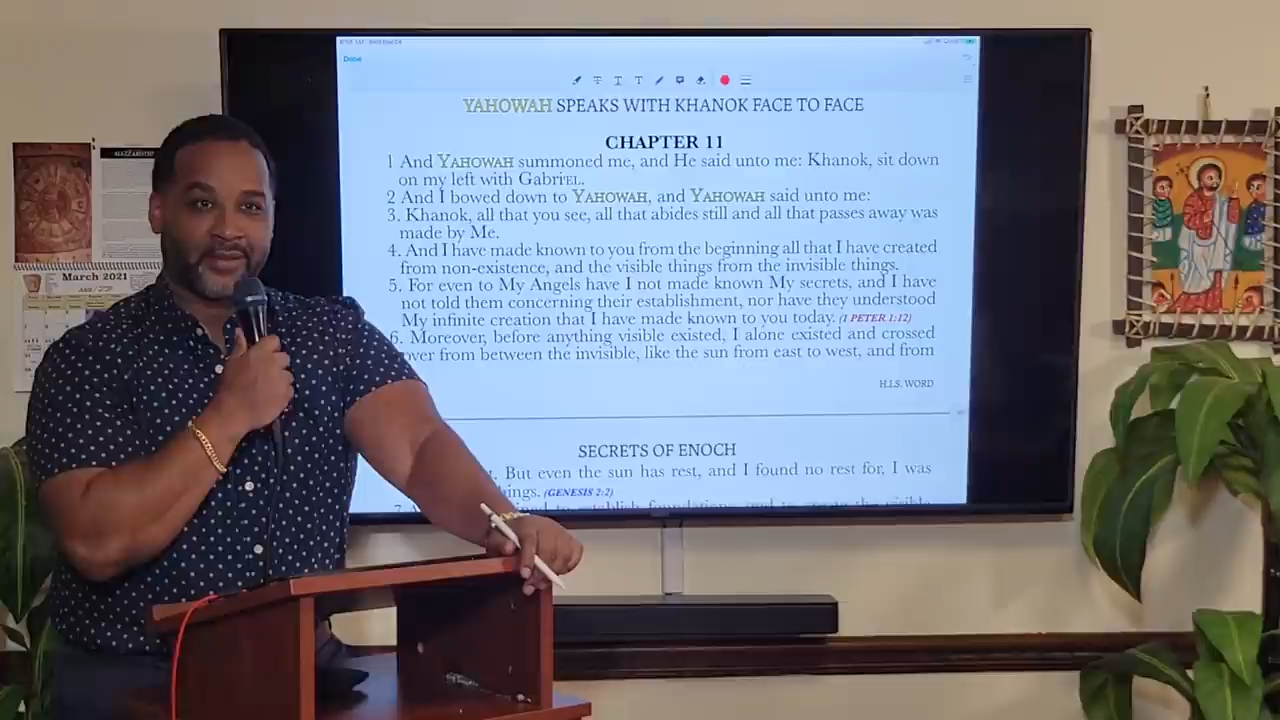 Done
YAHOWAH SPEAKS WITH KHANOK FACE TO FACE
CHAPTER 11
1 And YAHOWAH summoned me, and He said unto me: Khanok, sit down
on my left with Gabri'EL.
2 And I bowed down to YAHOWAH, and YAHOWAH said unto me:
3. Khanok, all that you see, all that abides still and all that passes away was
made by Me.
4. And I have made known to you from the beginning all that I have created
from non-existence, and the visible things from the invisible things.
5. For even to My Angels have I not made known My secrets, and I have
not told them concerning their establishment, nor have they understood
My infinite creation that I have made known to you today. (1 PETER 1:12)
6. Moreover, before anything visible existed, I alone existed and crossed
over from between the invisible, like the sun from east to west, and from
H.I.S. WORD
SECRETS OF ENOCH
But even the sun has rest, and I found no rest for, I was
(GENESIS 2:2)
March 2021